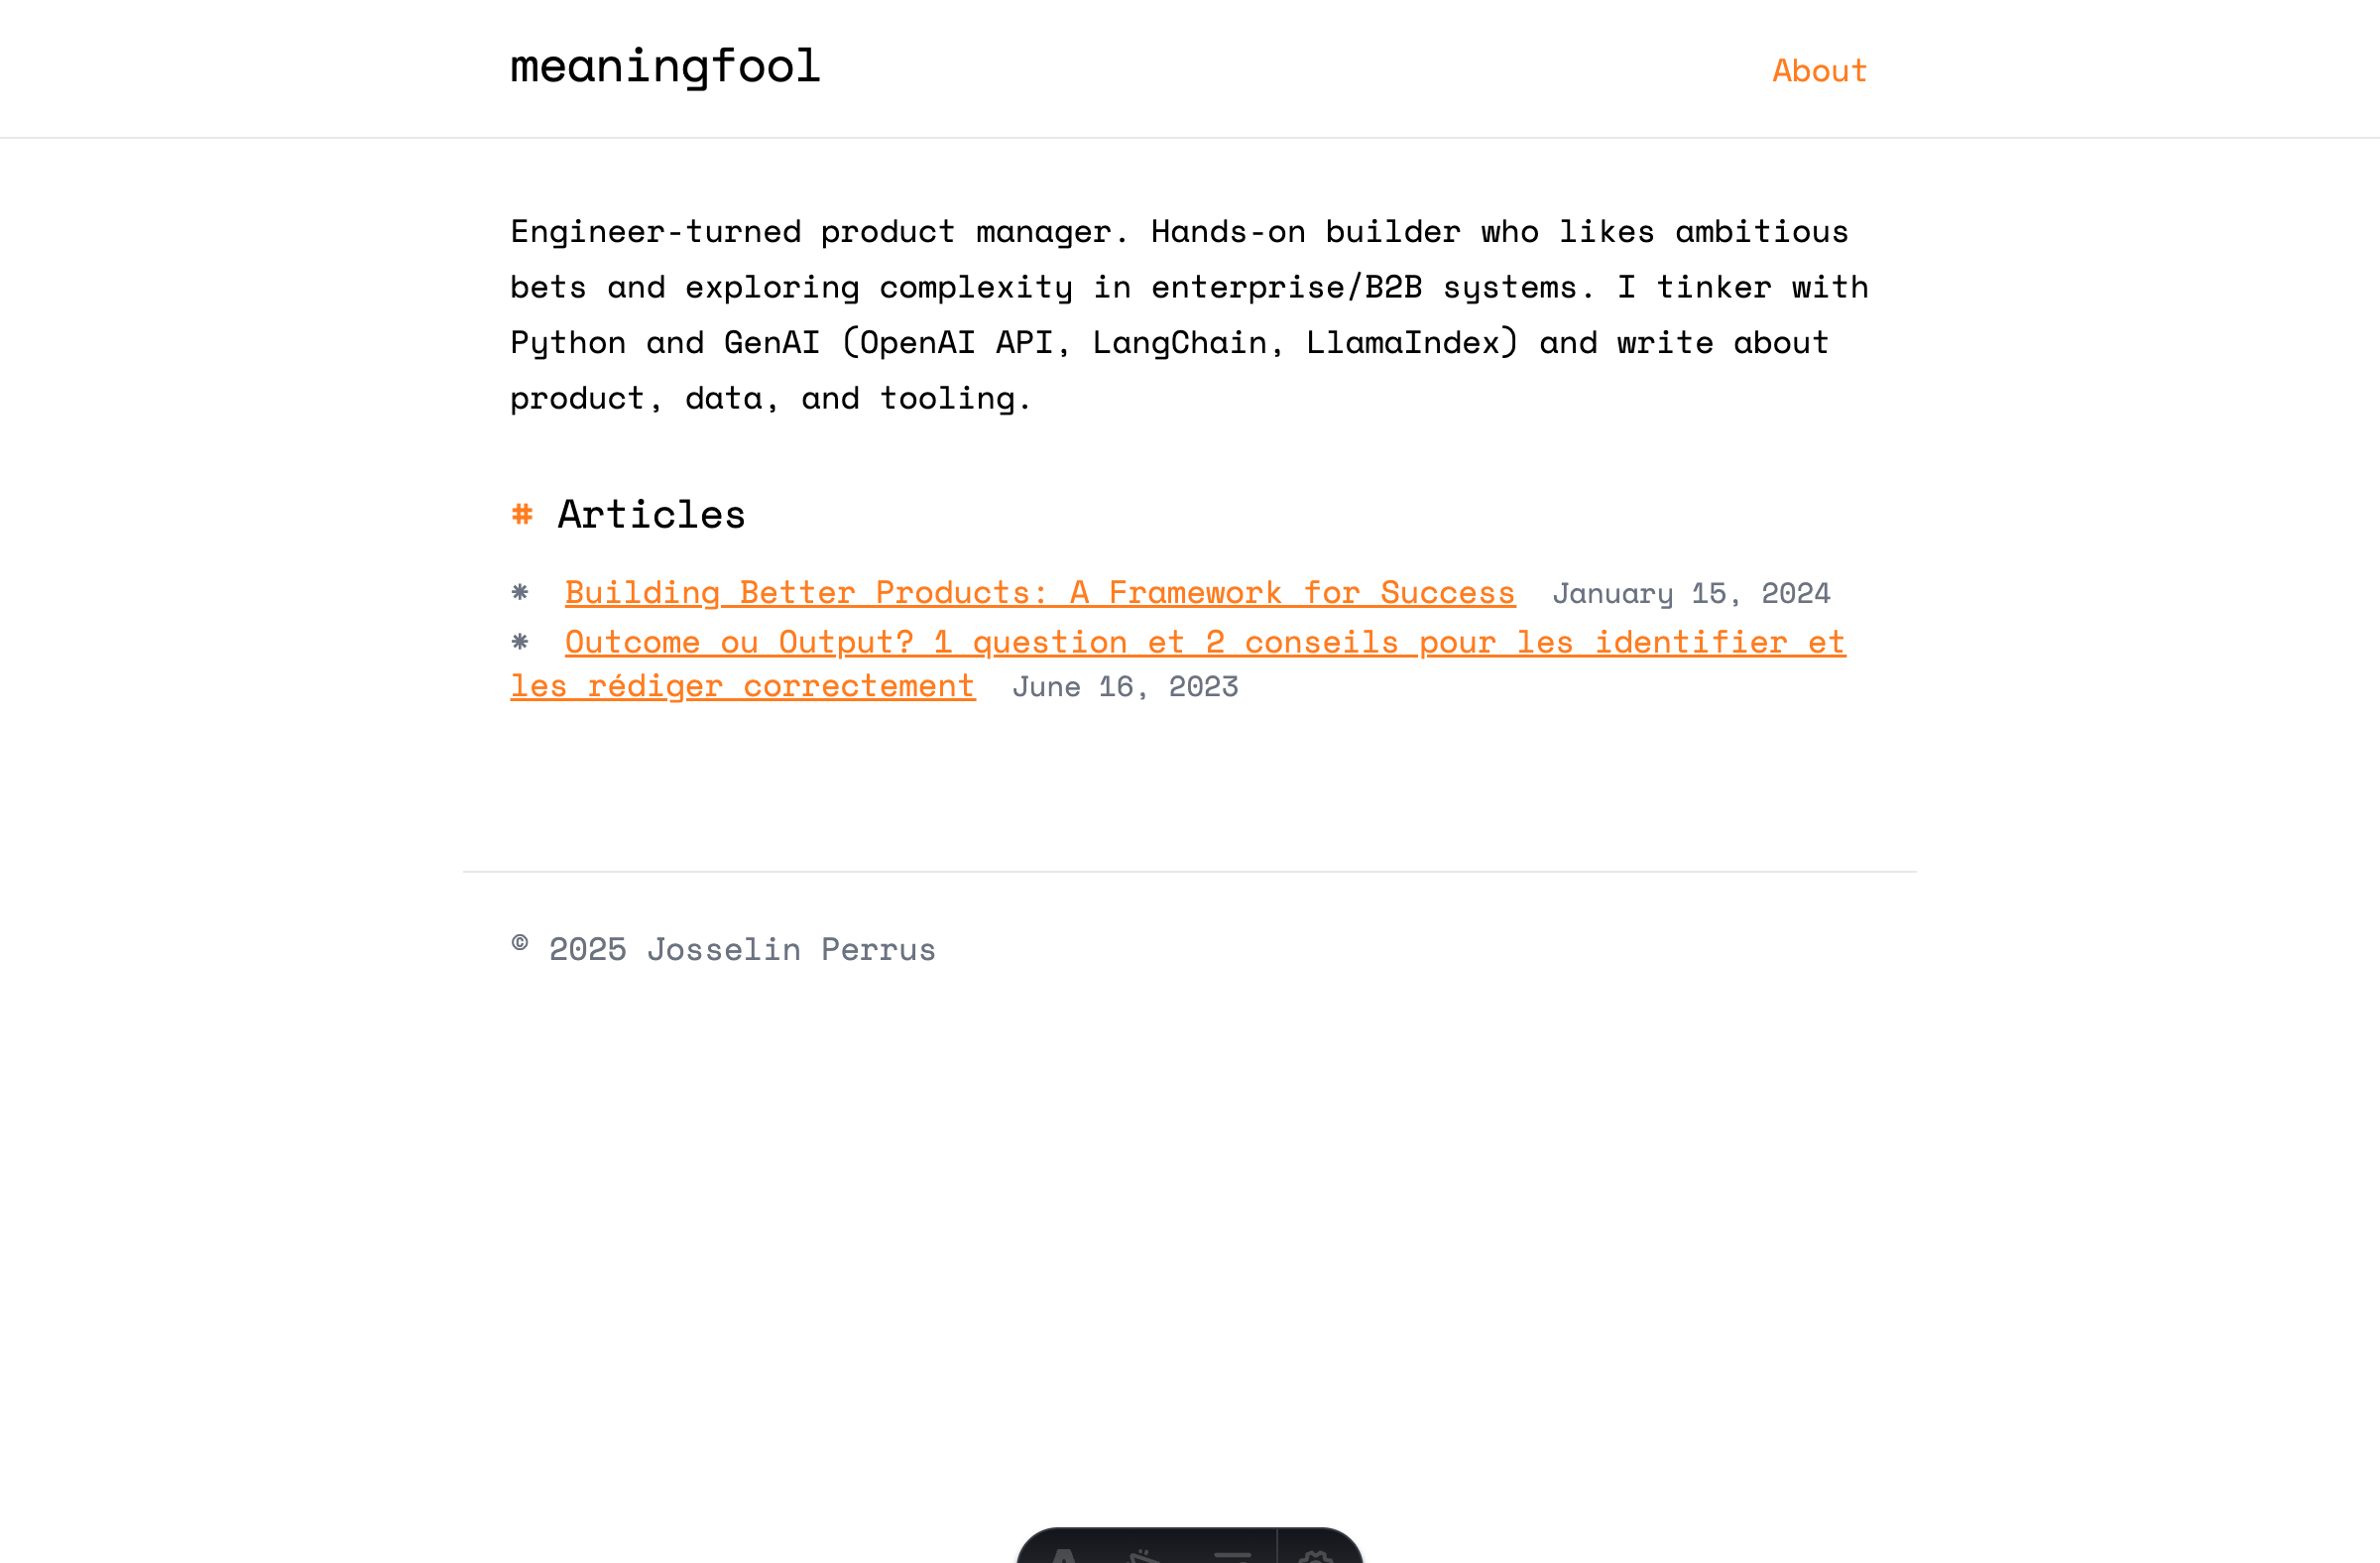 meaningfool
About
Engineer-turned product manager. Hands-on builder who likes ambitious
bets and exploring complexity in enterprise/B2B systems. I tinker with
Python and GenAI (OpenAI API, LangChain, LlamaIndex) and write about
product, data, and tooling.
# Articles
* Building Better Products: A Framework for Success January 15, 2024
* Outcome ou Output? 1 question et 2 conseils pour les identifier et
les rédiger correctement June 16, 2023
© 2025 Josselin Perrus